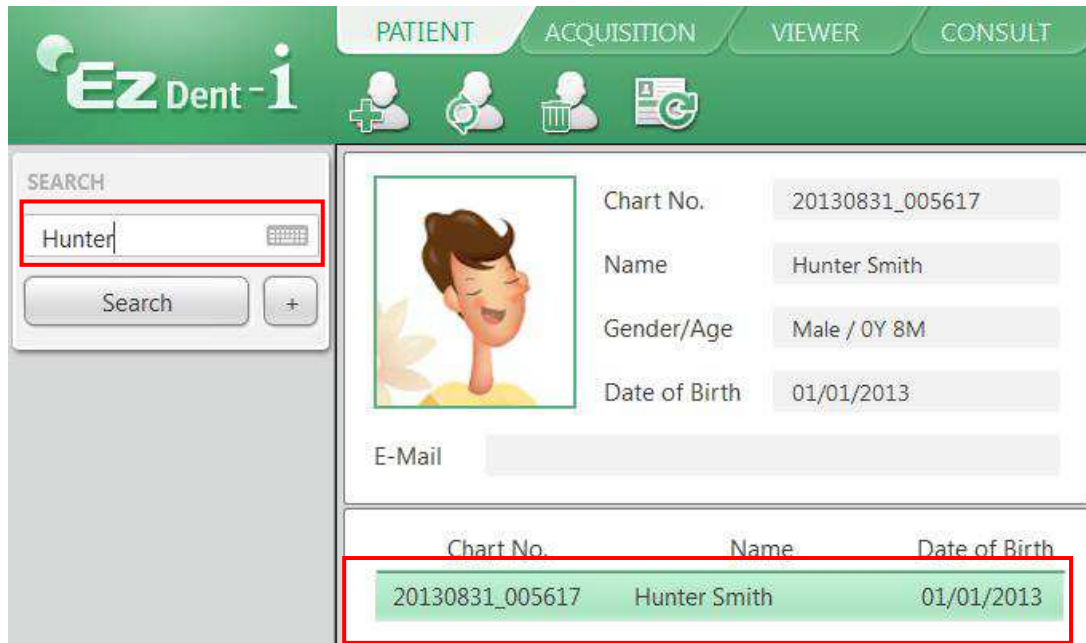 PATIENT ACQUISITION VIEWER CONSULT
Ez Dent-i
SEARCH
Hunter
Search +
Chart No. 20130831_005617
Name Hunter Smith
Gender/Age Male / 0Y 8M
Date of Birth 01/01/2013
E-Mail
Chart No. Name Date of Birth
20130831_005617 Hunter Smith 01/01/2013